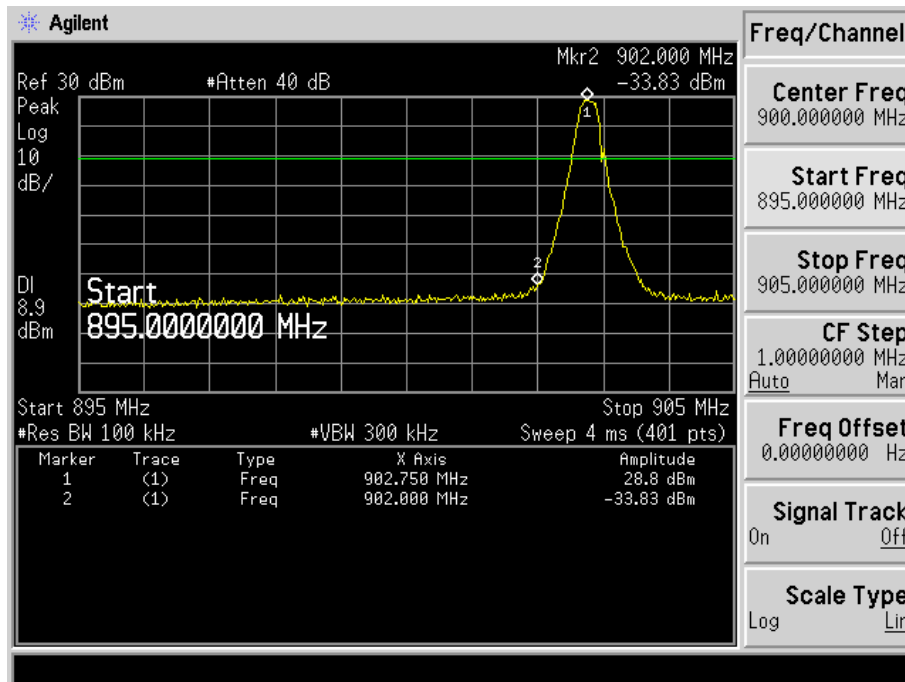 Agilent
Freq/Channel
Mkr2 902.000 MHz
Ref 30 dBm #Atten 40 dB -33.83 dBm
Peak
Log
10
dB/
1
2
DI
8.9
dBm
Start
895.0000000 MHz
Start 895 MHz Stop 905 MHz
#Res BW 100 kHz #VBW 300 kHz Sweep 4 ms (401 pts)
Marker Trace Type X Axis Amplitude
1 (1) Freq 902.750 MHz 28.8 dBm
2 (1) Freq 902.000 MHz -33.83 dBm
Center Freq
900.000000 MHz
Start Freq
895.000000 MHz
Stop Freq
905.000000 MHz
CF Step
1.00000000 MHz
Auto Man
Freq Offset
0.00000000 Hz
Signal Track
On Off
Scale Type
Log Lin